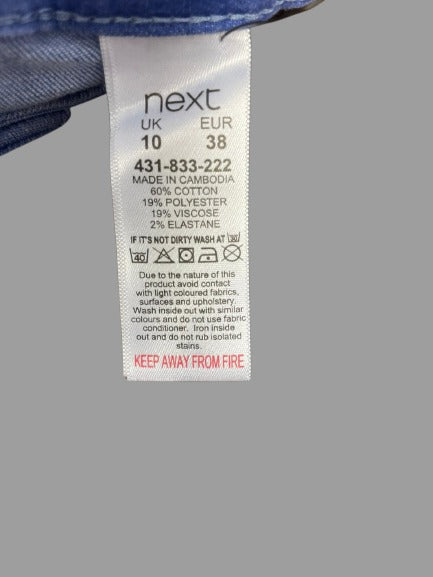 next
UK EUR
10 38
431-833-222
MADE IN CAMBODIA
60% COTTON
19% POLYESTER
19% VISCOSE
2% ELASTANE
IF IT'S NOT DIRTY WASH AT 30
40
Due to the nature of this
product avoid contact
with light coloured fabrics,
surfaces and upholstery.
Wash inside out with similar
colours and do not use fabric
conditioner. Iron inside
out and do not rub isolated
stains.
KEEP AWAY FROM FIRE